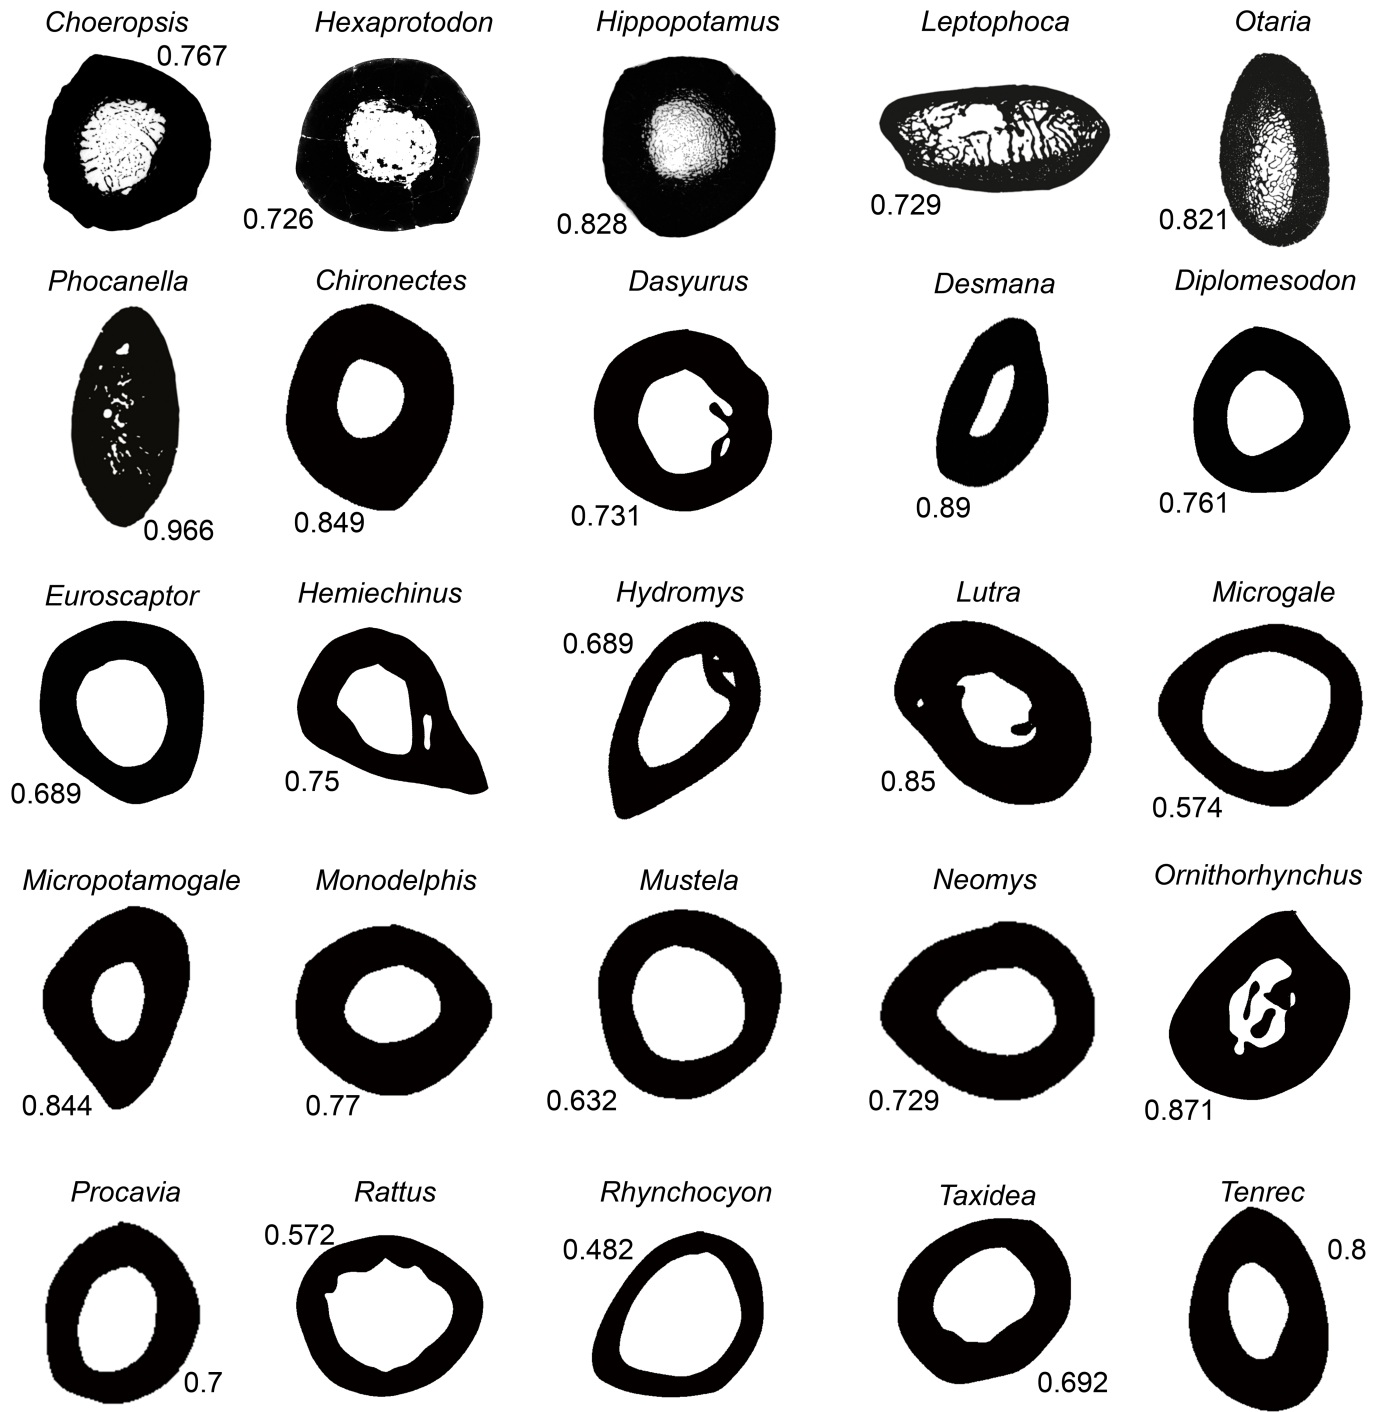 Choeropsis Hexaprotodon Hippopotamus Leptophoca Otaria
0.767
0.726 0.828 0.729 0.821
Phocanella Chironectes Dasyurus Desmana Diplomesodon
0.966 0.849 0.731 0.89 0.761
Euroscaptor Hemiechinus Hydromys Lutra Microgale
0.689
0.689 0.75 0.85 0.574
Micropotamogale Monodelphis Mustela Neomys Ornithorhynchus
0.844 0.77 0.632 0.729 0.871
Procavia Rattus Rhynchocyon Taxidea Tenrec
0.572 0.482 0.8
0.7 0.692